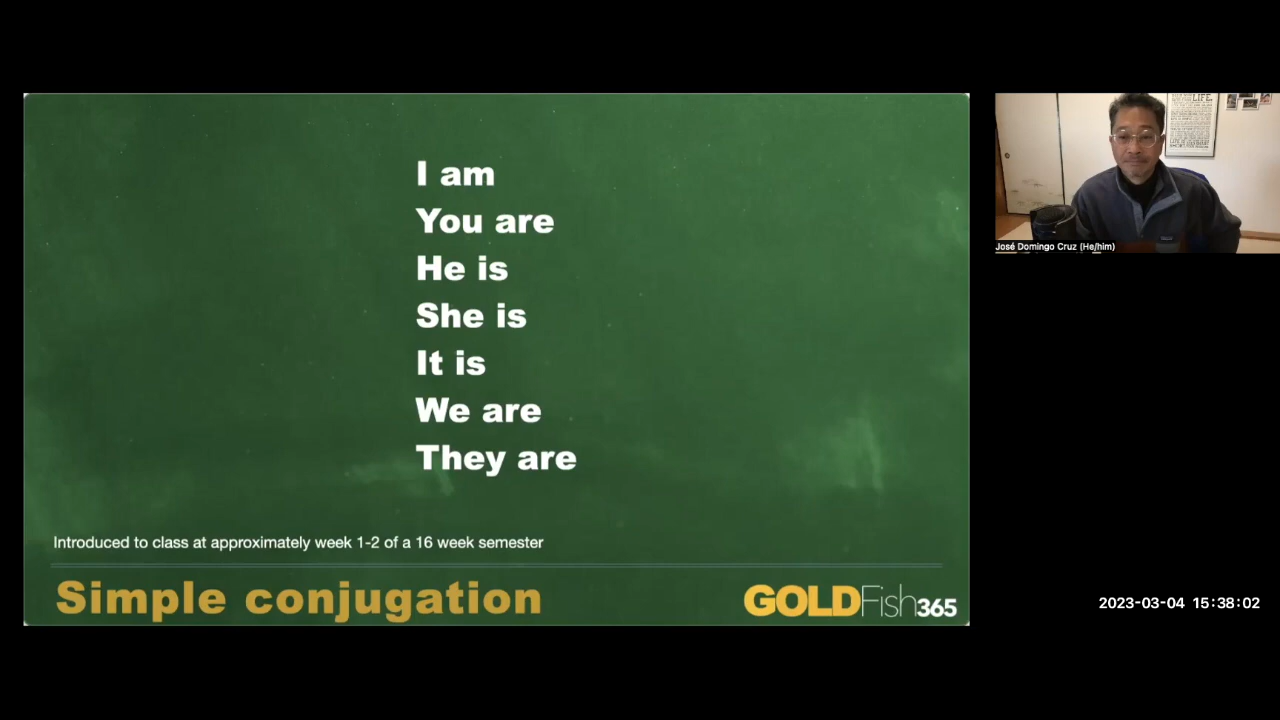 I am
You are
He is
She is
It is
We are
They are
Introduced to class at approximately week 1-2 of a 16 week semester
Simple conjugation
GOLDFish365
LIFE.
José Domingo Cruz (He/him)
2023-03-04 15:38:02